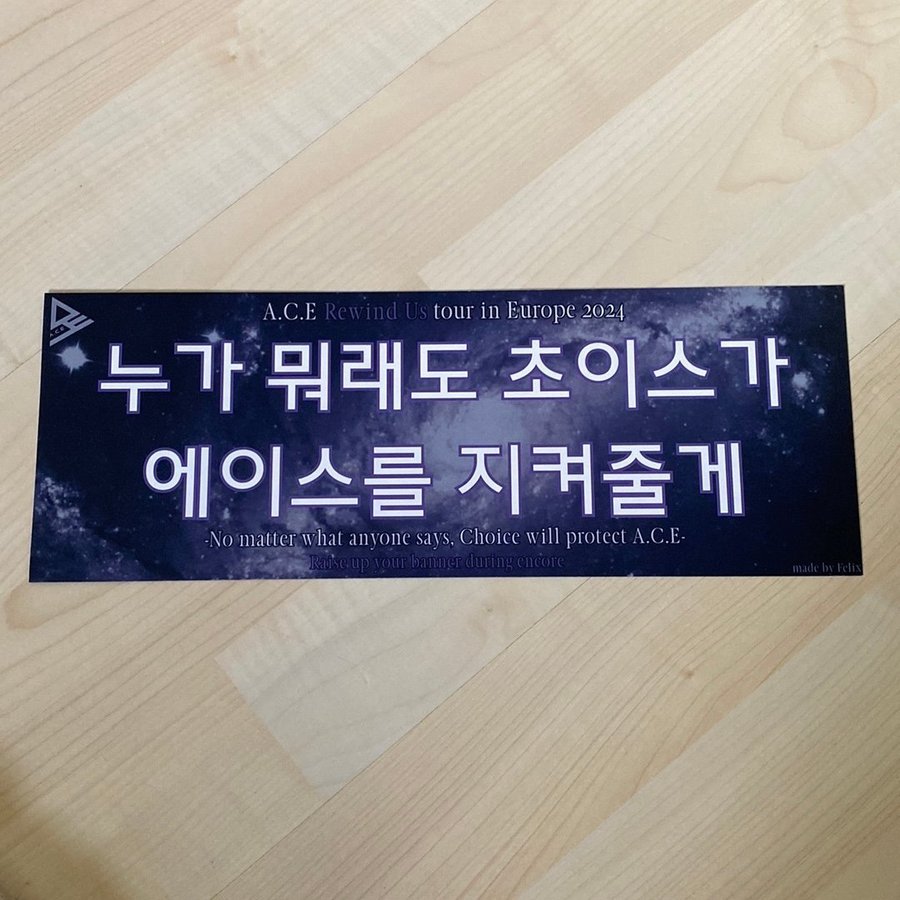 A.C.E Rewind Us tour in Europe 2024
A C E
누가 뭐래도 초이스가
에이스를 지켜줄게
-No matter what anyone says, Choice will protect A.C.E-
Raise up your banner during encore
made by Felix